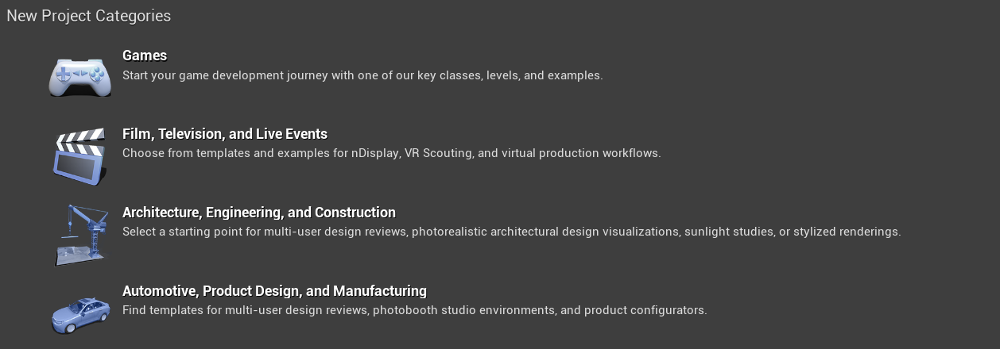 New Project Categories
Games
Start your game development journey with one of our key classes, levels, and examples.
Film, Television, and Live Events
Choose from templates and examples for nDisplay, VR Scouting, and virtual production workflows.
Architecture, Engineering, and Construction
Select a starting point for multi-user design reviews, photorealistic architectural design visualizations, sunlight studies, or stylized renderings.
Automotive, Product Design, and Manufacturing
Find templates for multi-user design reviews, photobooth studio environments, and product configurators.